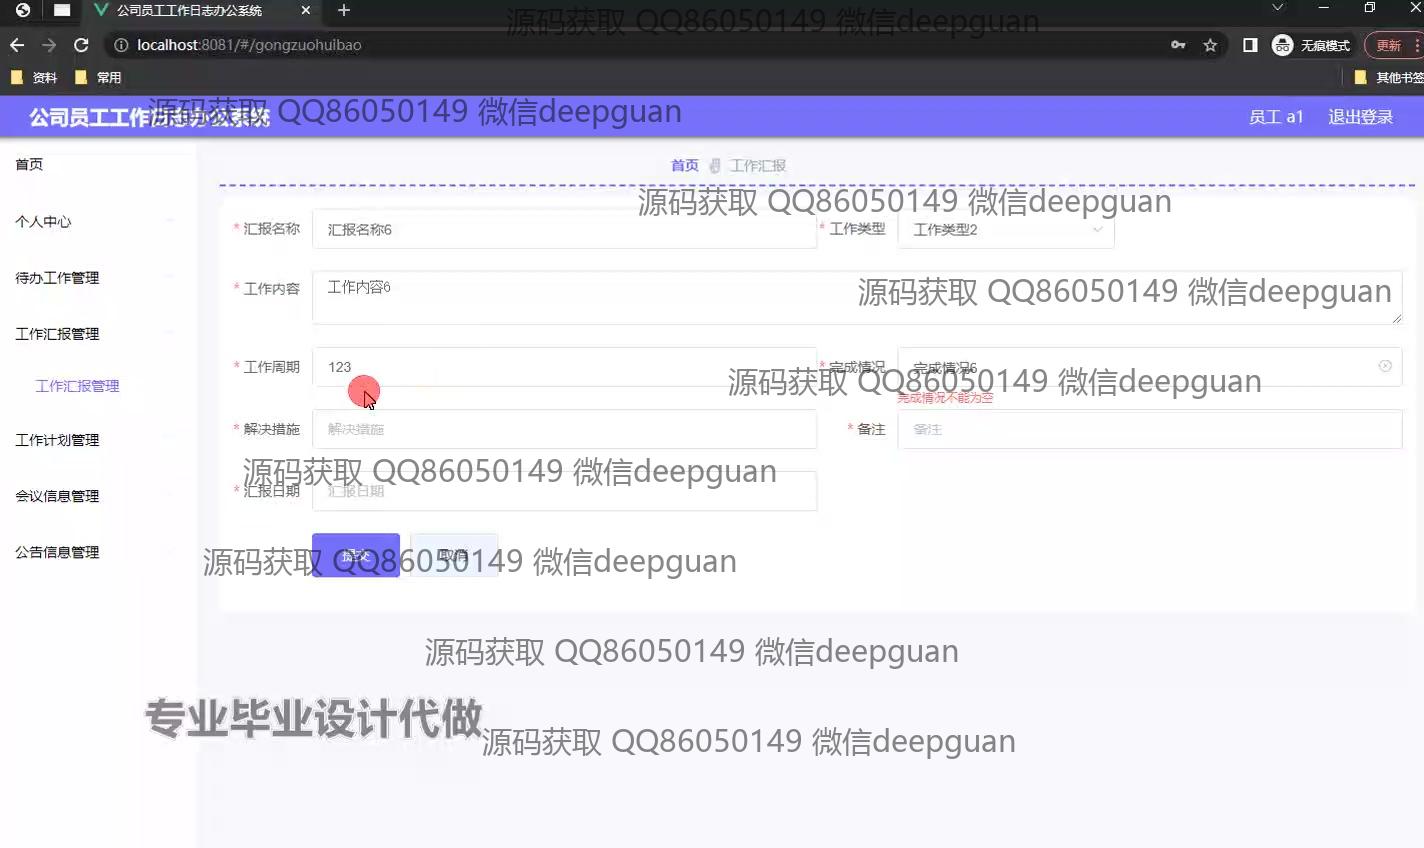 公司员工工作日志办公系统
源码获取 QQ86050149 微信deepguan
localhost:8081/#/gongzuohuibao
无痕模式
更新
资料
常用
其他书签
公司员工工作日志办公系统
源码获取 QQ86050149 微信deepguan
员工 a1
退出登录
首页
首页
工作汇报
个人中心
源码获取 QQ86050149 微信deepguan
* 汇报名称
汇报名称6
* 工作类型
工作类型2
待办工作管理
* 工作内容
工作内容6
源码获取 QQ86050149 微信deepguan
工作汇报管理
* 工作周期
123
* 完成情况
完成情况6
工作汇报管理
源码获取 QQ86050149 微信deepguan
完成情况不能为空
* 解决措施
解决措施
* 备注
备注
工作计划管理
源码获取 QQ86050149 微信deepguan
* 汇报日期
汇报日期
会议信息管理
公告信息管理
提交
取消
源码获取 QQ86050149 微信deepguan
源码获取 QQ86050149 微信deepguan
专业毕业设计代做
源码获取 QQ86050149 微信deepguan